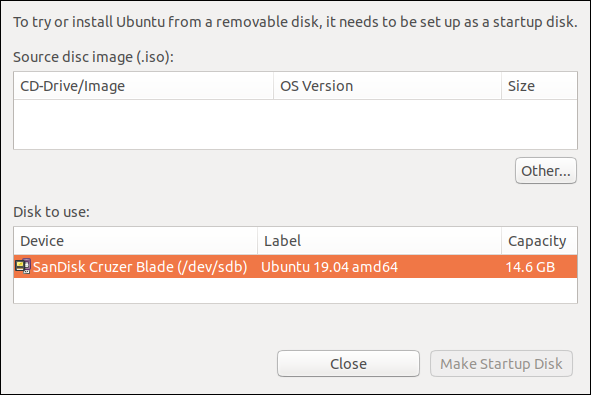 To try or install Ubuntu from a removable disk, it needs to be set up as a startup disk.
Source disc image (.iso):
CD-Drive/Image OS Version Size
Other...
Disk to use:
Device Label Capacity
SanDisk Cruzer Blade (/dev/sdb) Ubuntu 19.04 amd64 14.6 GB
Close Make Startup Disk